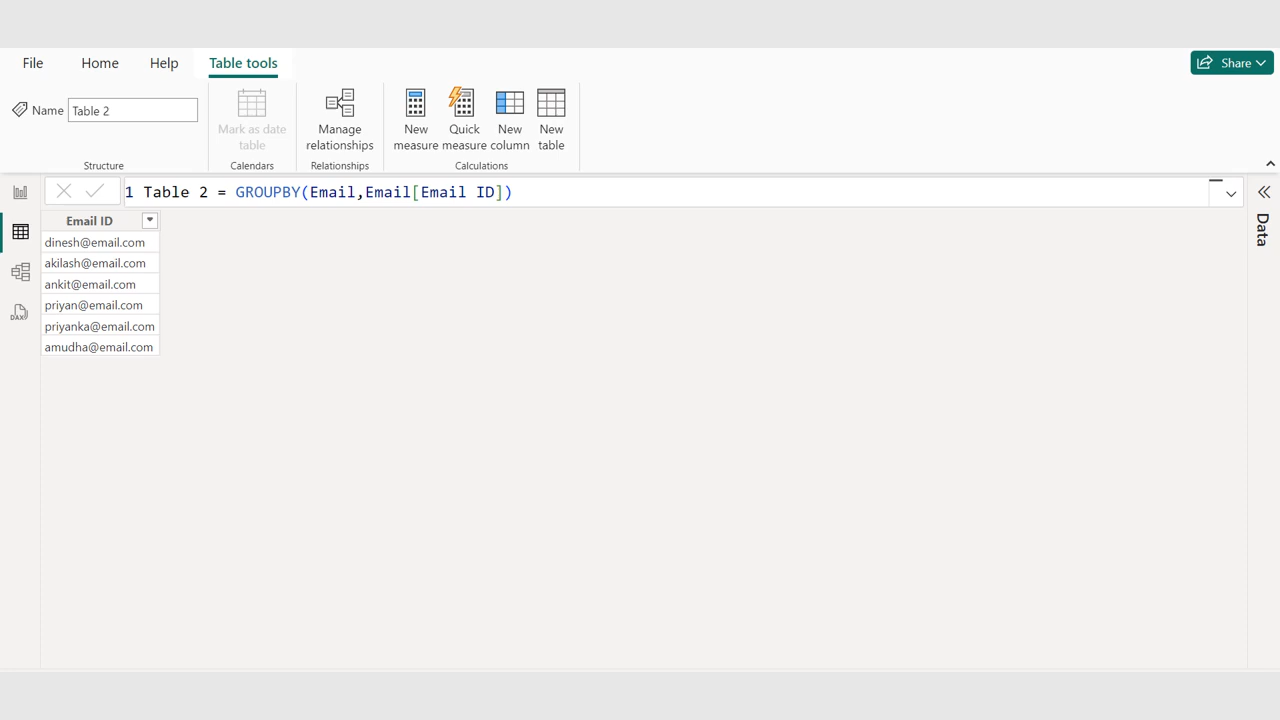 File Home Help Table tools Share
Name Table 2
Mark as date table
Manage relationships
New measure
Quick measure
New column
New table
Structure Calendars Relationships Calculations
1 Table 2 = GROUPBY(Email,Email[Email ID])
Email ID
dinesh@email.com
akilash@email.com
ankit@email.com
priyan@email.com
priyanka@email.com
amudha@email.com
DAX
Data